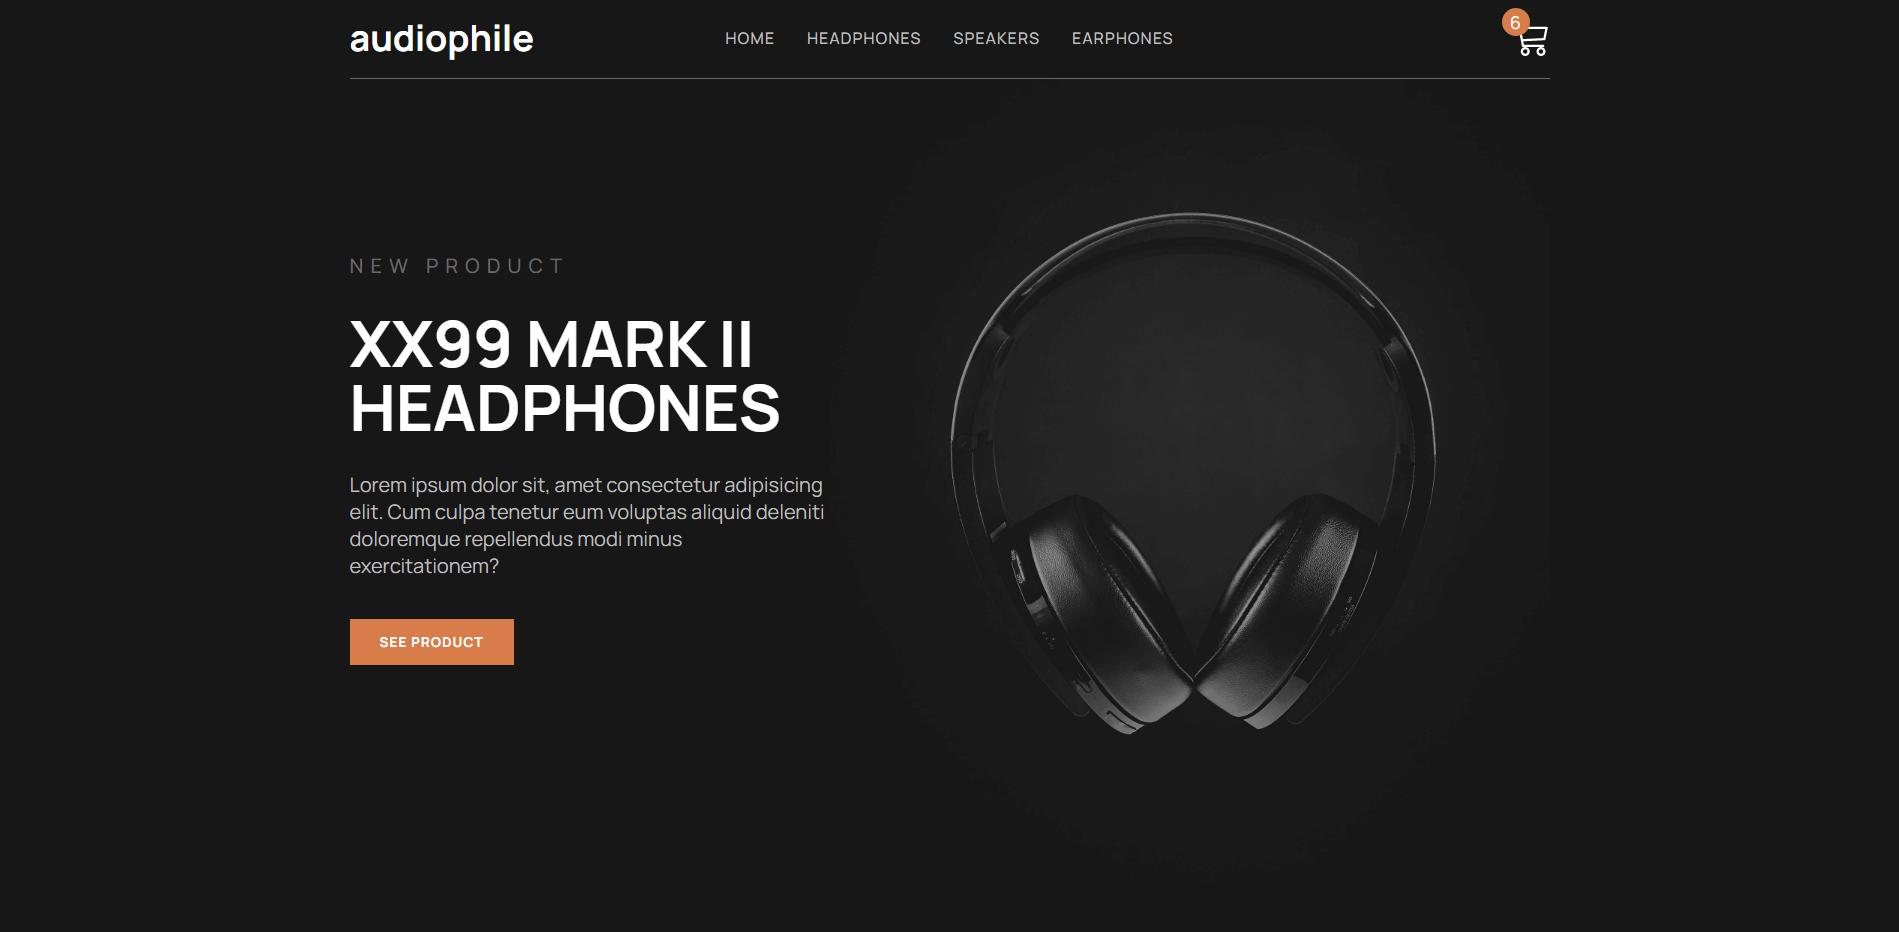 audiophile
HOME HEADPHONES SPEAKERS EARPHONES
6
NEW PRODUCT
XX99 MARK II
HEADPHONES
Lorem ipsum dolor sit, amet consectetur adipisicing
elit. Cum culpa tenetur eum voluptas aliquid deleniti
doloremque repellendus modi minus
exercitationem?
SEE PRODUCT